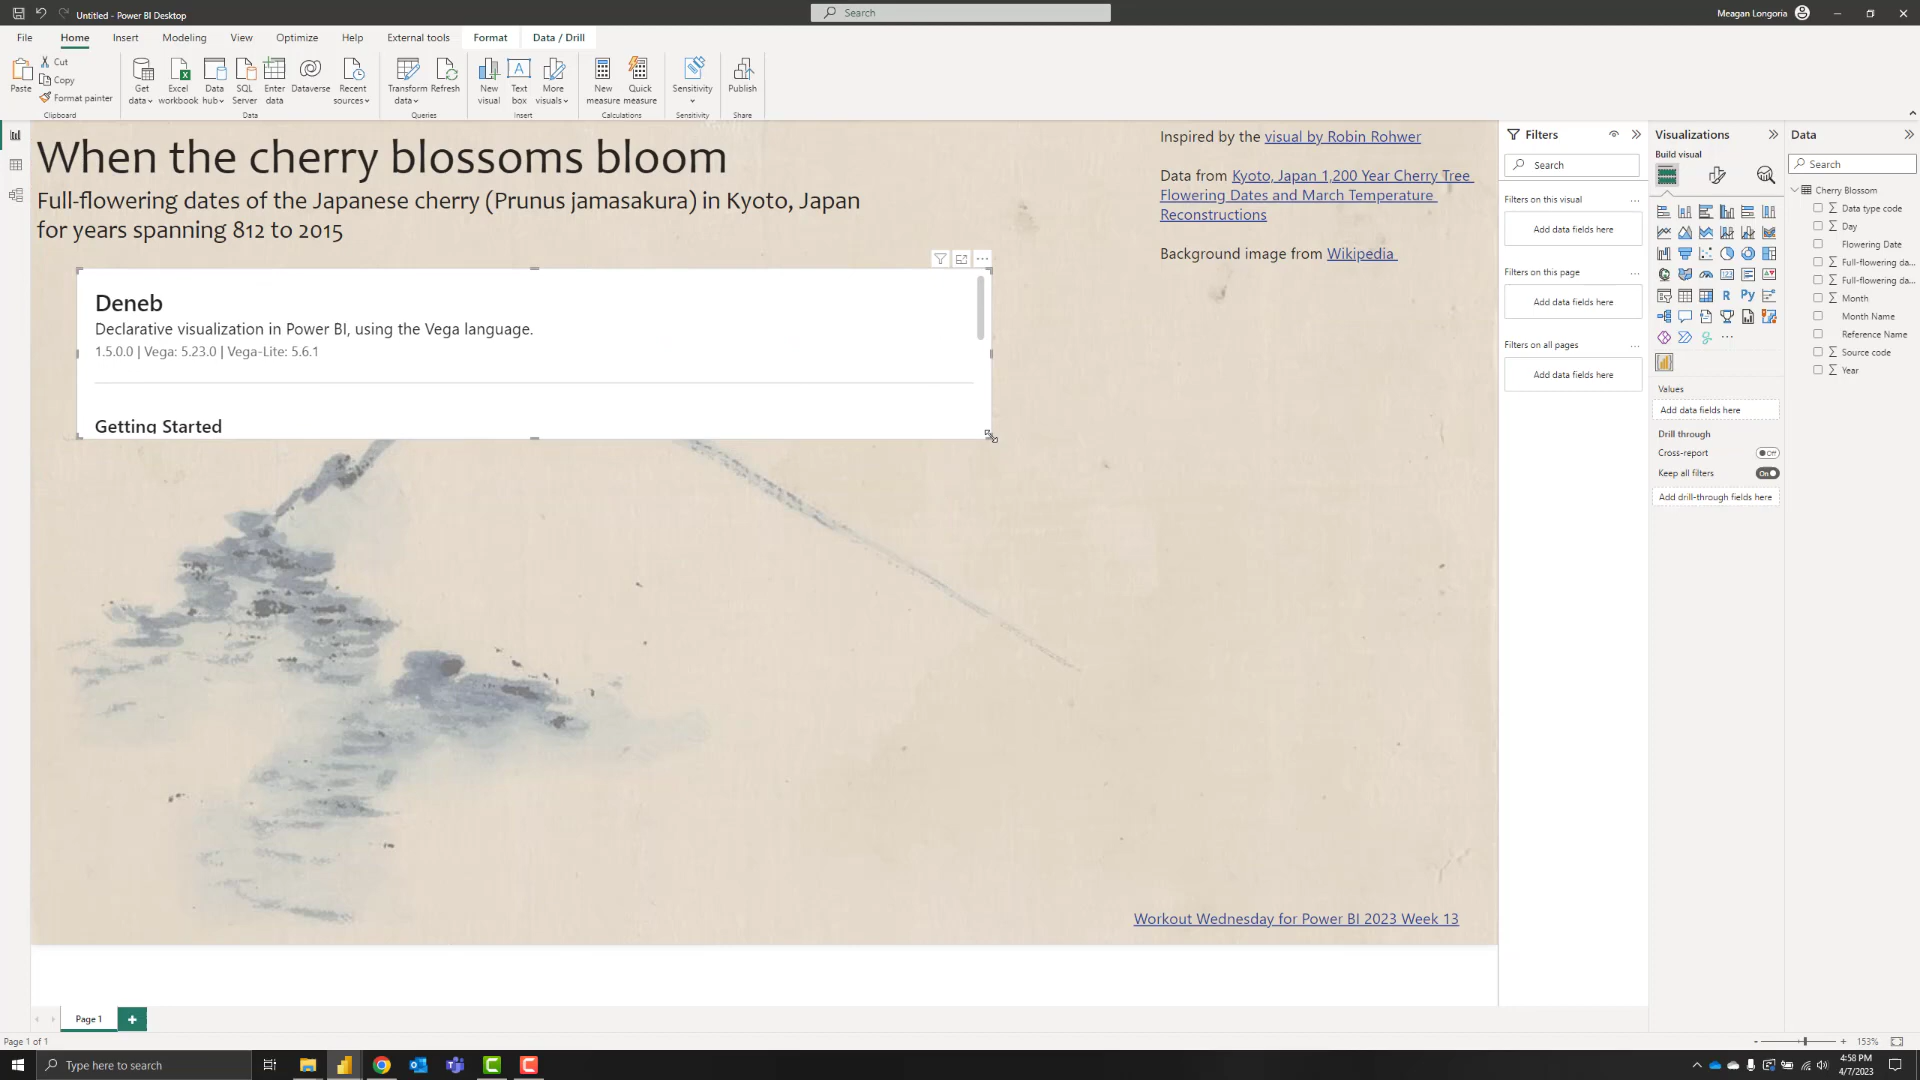 Untitled - Power BI Desktop
Search
Meagan Longoria
File
Home
Insert
Modeling
View
Optimize
Help
External tools
Format
Data / Drill
Paste
Cut
Copy
Format painter
Clipboard
Get data
Excel workbook
Data hub
SQL Server
Enter data
Dataverse
Recent sources
Data
Transform data
Refresh
Queries
New visual
Text box
More visuals
Insert
New measure
Quick measure
Calculations
Sensitivity
Sensitivity
Publish
Share
When the cherry blossoms bloom
Full-flowering dates of the Japanese cherry (Prunus jamasakura) in Kyoto, Japan
for years spanning 812 to 2015
Inspired by the visual by Robin Rohwer
Data from Kyoto, Japan 1,200 Year Cherry Tree
Flowering Dates and March Temperature
Reconstructions
Background image from Wikipedia
Deneb
Declarative visualization in Power BI, using the Vega language.
1.5.0.0 | Vega: 5.23.0 | Vega-Lite: 5.6.1
Getting Started
Workout Wednesday for Power BI 2023 Week 13
Filters
Search
Filters on this visual
...
Add data fields here
Filters on this page
...
Add data fields here
Filters on all pages
...
Add data fields here
Visualizations
Build visual
R
Py
...
Values
Add data fields here
Drill through
Cross-report
Off
Keep all filters
On
Add drill-through fields here
Data
Search
Cherry Blossom
Data type code
Day
Flowering Date
Full-flowering da...
Full-flowering da...
Month
Month Name
Reference Name
Source code
Year
Page 1
Page 1 of 1
153%
Type here to search
4:58 PM
4/7/2023